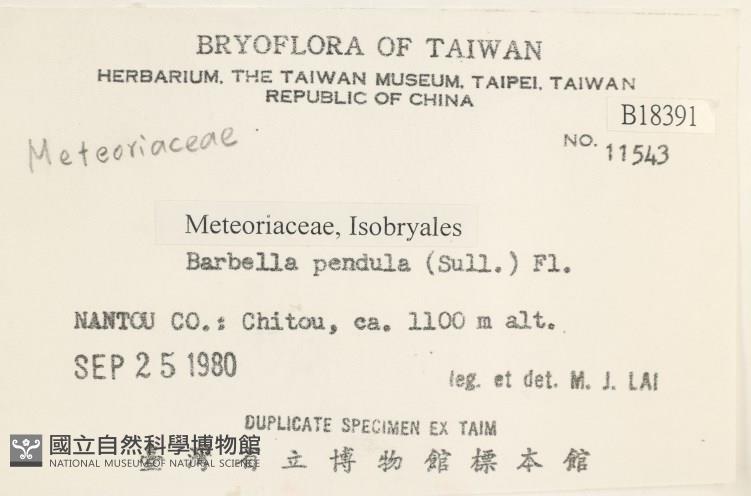 BRYOFLORA OF TAIWAN
HERBARIUM, THE TAIWAN MUSEUM, TAIPEI, TAIWAN
REPUBLIC OF CHINA
B18391
NO. 11543
Meteoriaceae
Meteoriaceae, Isobryales
Barbella pendula (Sull.) Fl.
NANTOU CO.: Chitou, ca. 1100 m alt.
SEP 25 1980
leg. et det. M. J. LAI
DUPLICATE SPECIMEN EX TAIM
國立自然科學博物館
NATIONAL MUSEUM OF NATURAL SCIENCE
臺灣省立博物館標本館